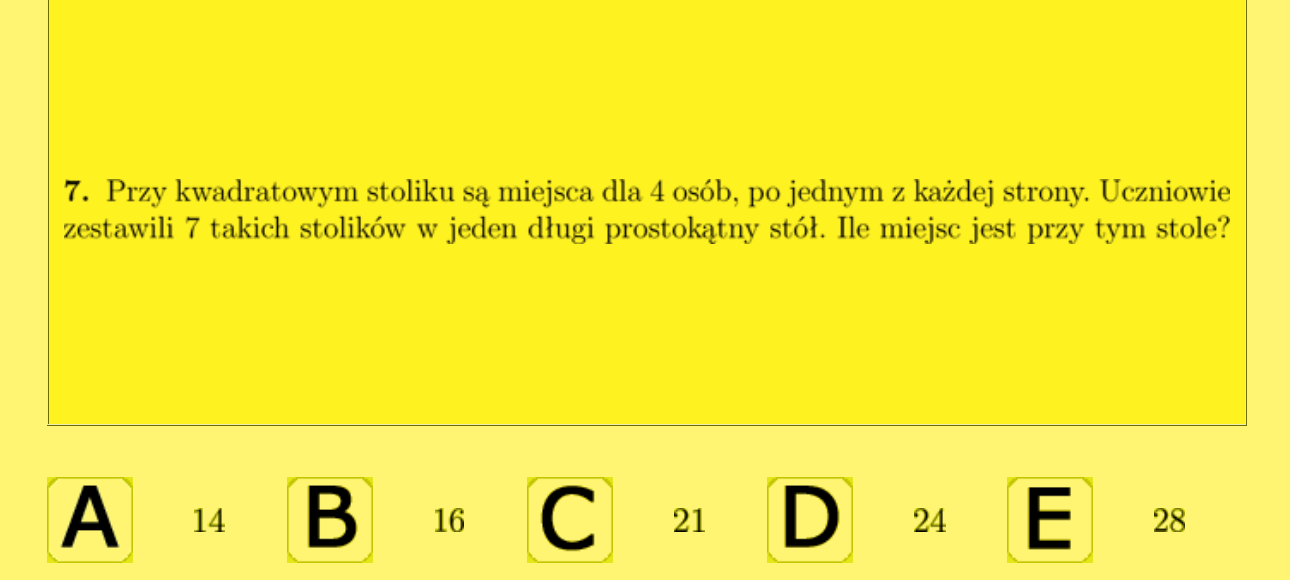 7. Przy kwadratowym stoliku są miejsca dla 4 osób, po jednym z każdej strony. Uczniowie
zestawili 7 takich stolików w jeden długi prostokątny stół. Ile miejsc jest przy tym stole?
A 14 B 16 C 21 D 24 E 28